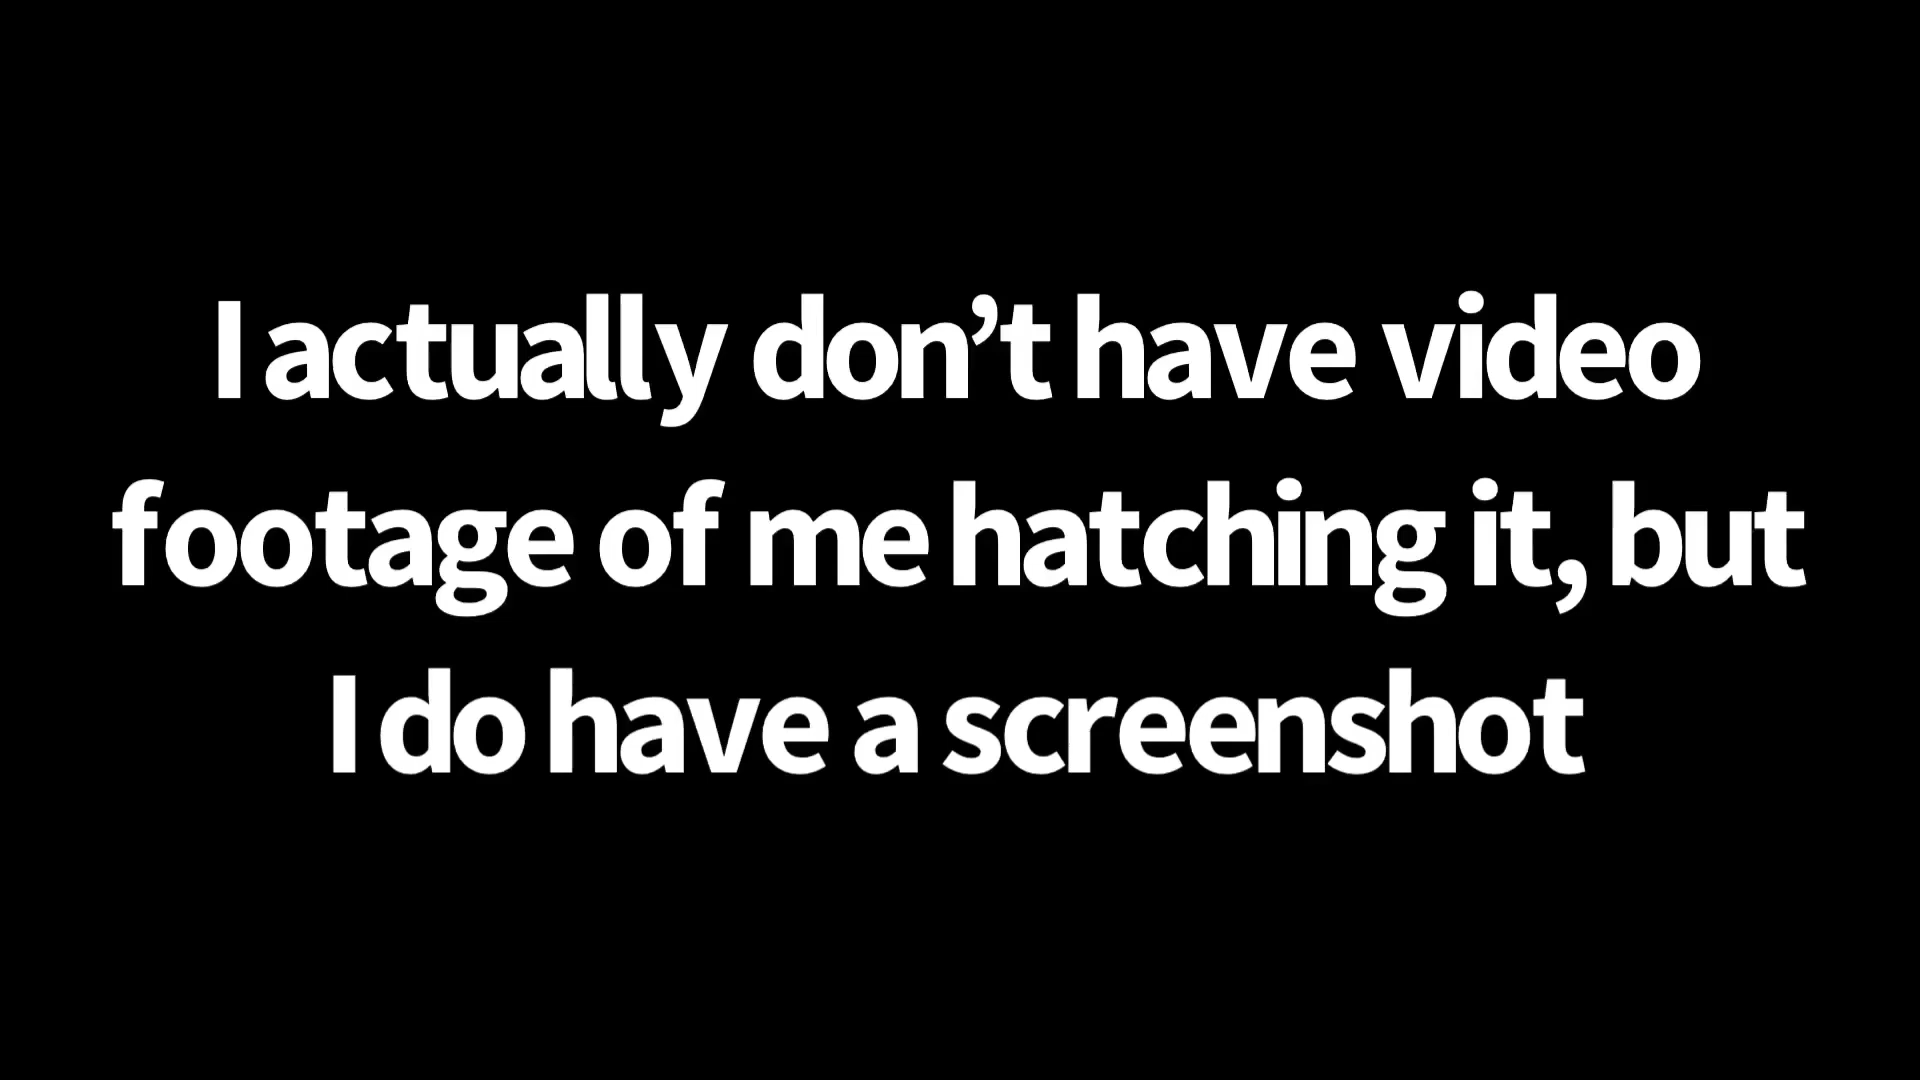 I actually don’t have video
footage of me hatching it, but
I do have a screenshot